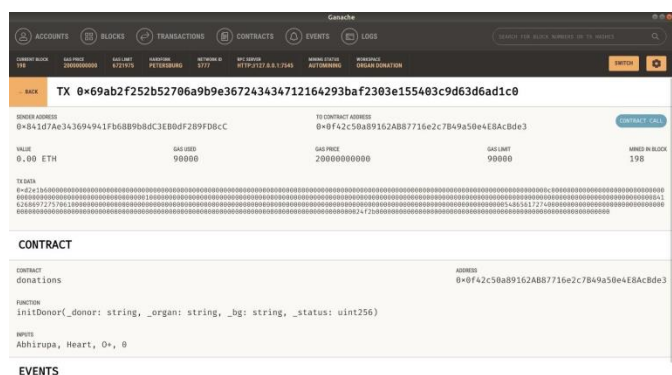 Ganache
ACCOUNTS BLOCKS TRANSACTIONS CONTRACTS EVENTS LOGS SEARCH FOR BLOCK NUMBERS OR TX HASHES
CURRENT BLOCK GAS PRICE GAS LIMIT HARDFORK NETWORK ID RPC SERVER MINING STATUS WORKSPACE
198 20000000000 6721975 PETERSBURG 5777 HTTP://127.0.0.1:7545 AUTOMINING ORGAN DONATION SWITCH
← BACK TX 0×69ab2f252b52706a9b9e367243434712164293baf2303e155403c9d63d6ad1c0
SENDER ADDRESS TO CONTRACT ADDRESS
0×841d7Ae343694941Fb68B9b8dC3EB0dF289FD8cC 0×0f42c50a89162AB87716e2c7B49a50e4E8AcBde3 CONTRACT CALL
VALUE GAS USED GAS PRICE GAS LIMIT MINED IN BLOCK
0.00 ETH 90000 20000000000 90000 198
TX DATA
CONTRACT
CONTRACT ADDRESS
donations 0×0f42c50a89162AB87716e2c7B49a50e4E8AcBde3
FUNCTION
initDonor(_donor: string, _organ: string, _bg: string, _status: uint256)
INPUTS
Abhirupa, Heart, O+, 0
EVENTS